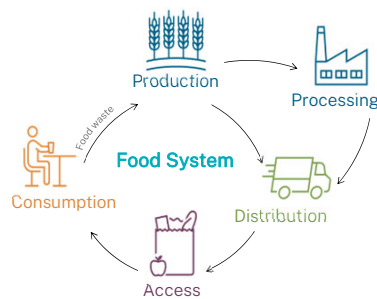 Production
Processing
Food waste
Food System
Consumption
Distribution
Access